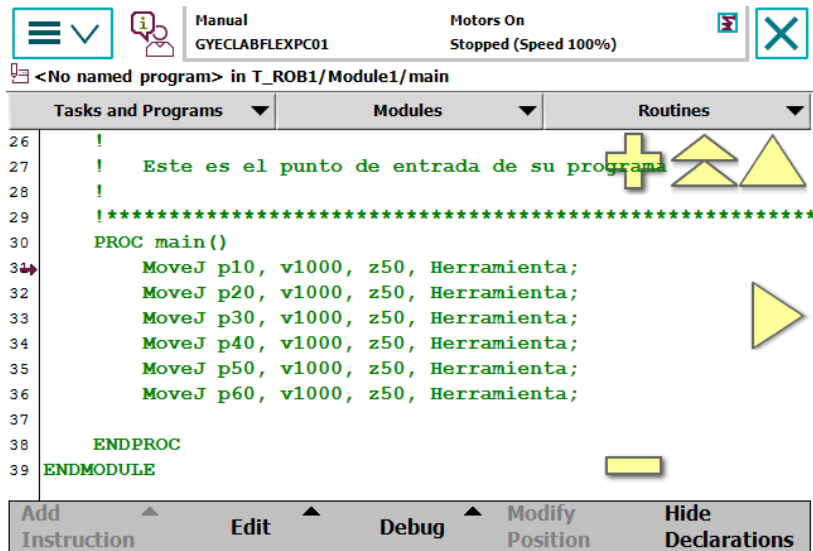 Manual
Motors On
GYECLABFLEXPC01
Stopped (Speed 100%)
<No named program> in T_ROB1/Module1/main
Tasks and Programs
Modules
Routines
26 !
27 ! Este es el punto de entrada de su programa
28 !
29 !*********************************************************
30 PROC main()
31 MoveJ p10, v1000, z50, Herramienta;
32 MoveJ p20, v1000, z50, Herramienta;
33 MoveJ p30, v1000, z50, Herramienta;
34 MoveJ p40, v1000, z50, Herramienta;
35 MoveJ p50, v1000, z50, Herramienta;
36 MoveJ p60, v1000, z50, Herramienta;
37
38 ENDPROC
39 ENDMODULE
Add Instruction
Edit
Debug
Modify Position
Hide Declarations